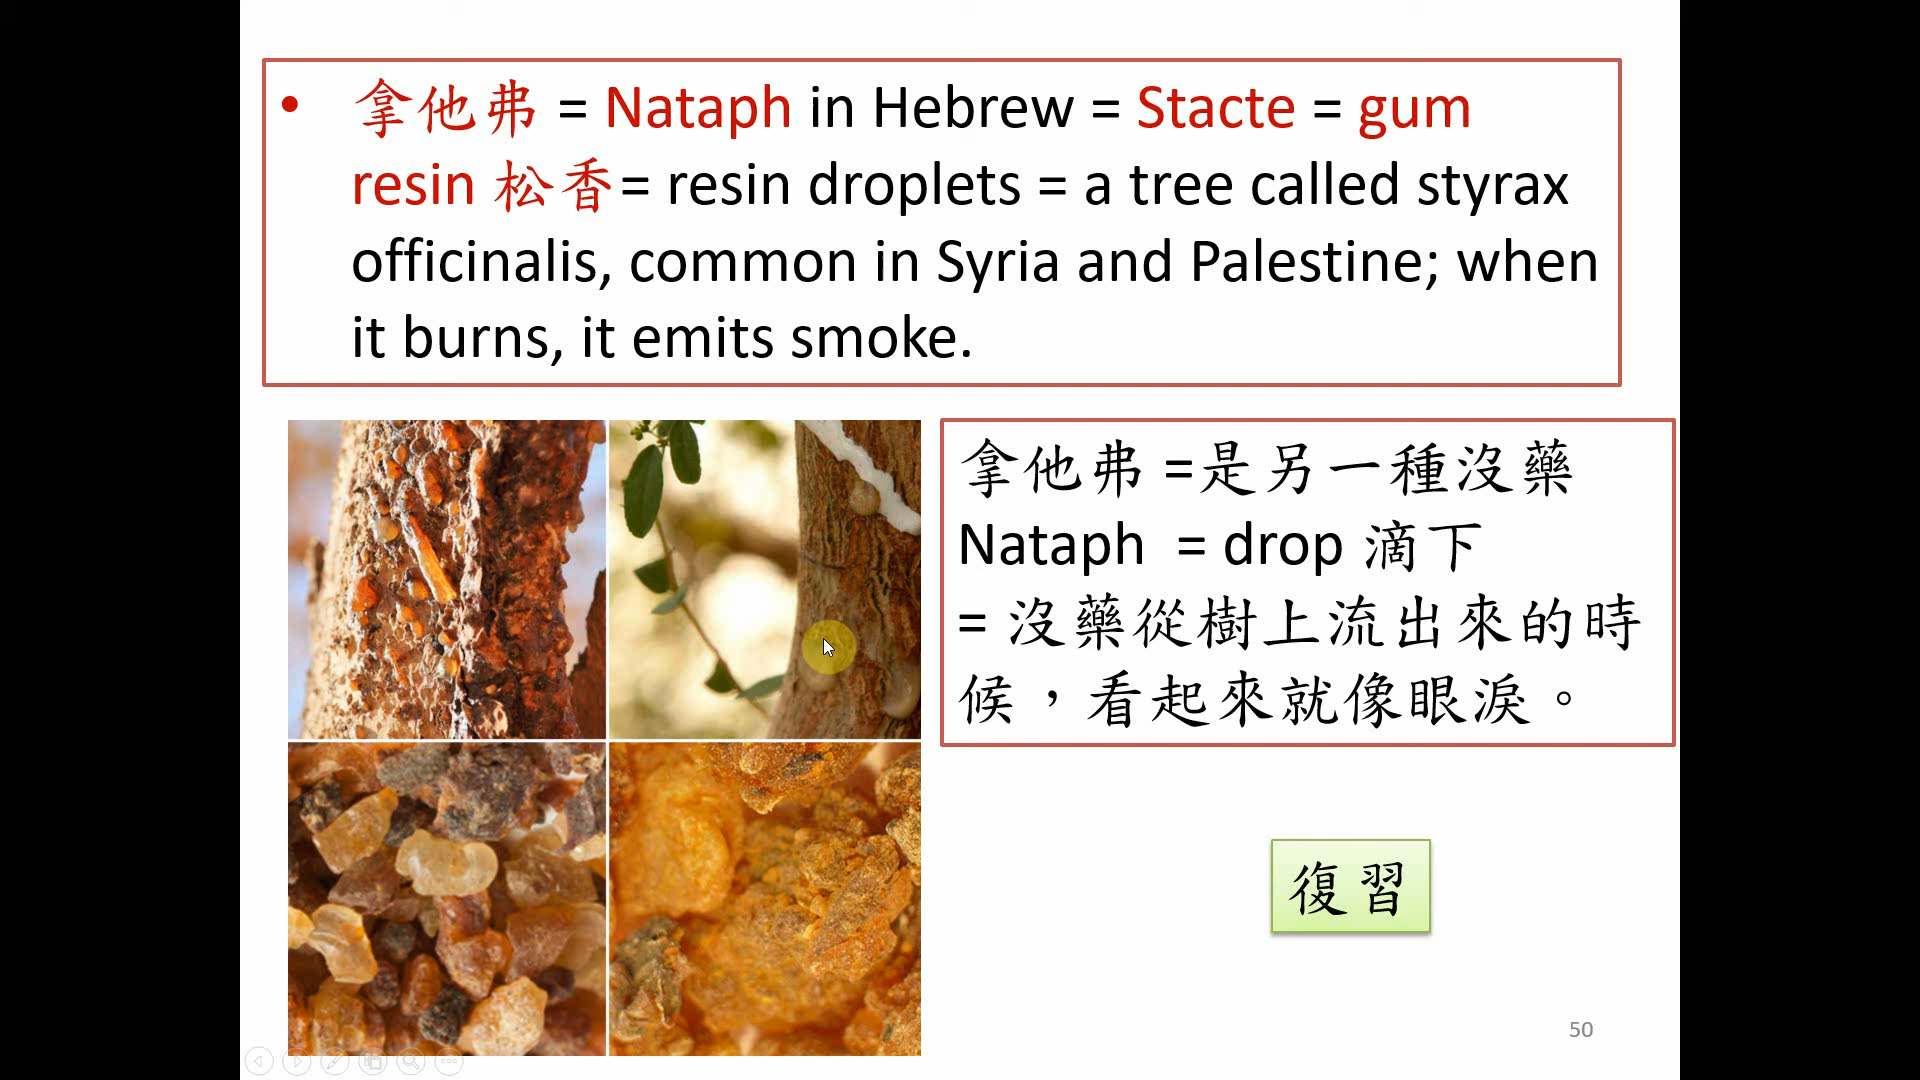 • 拿他弗 = Nataph in Hebrew = Stacte = gum
resin 松香= resin droplets = a tree called styrax
officinalis, common in Syria and Palestine; when
it burns, it emits smoke.
拿他弗 =是另一種沒藥
Nataph = drop 滴下
= 沒藥從樹上流出來的時
候，看起來就像眼淚。
復習
50